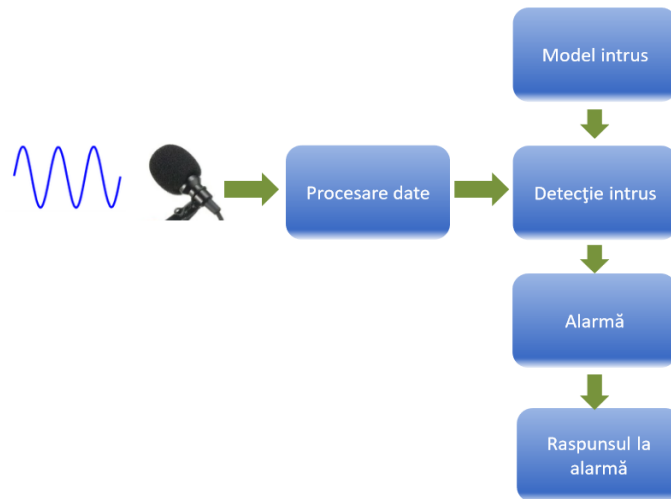 Model intrus
Procesare date
Detecţie intrus
Alarmă
Raspunsul la
alarmă